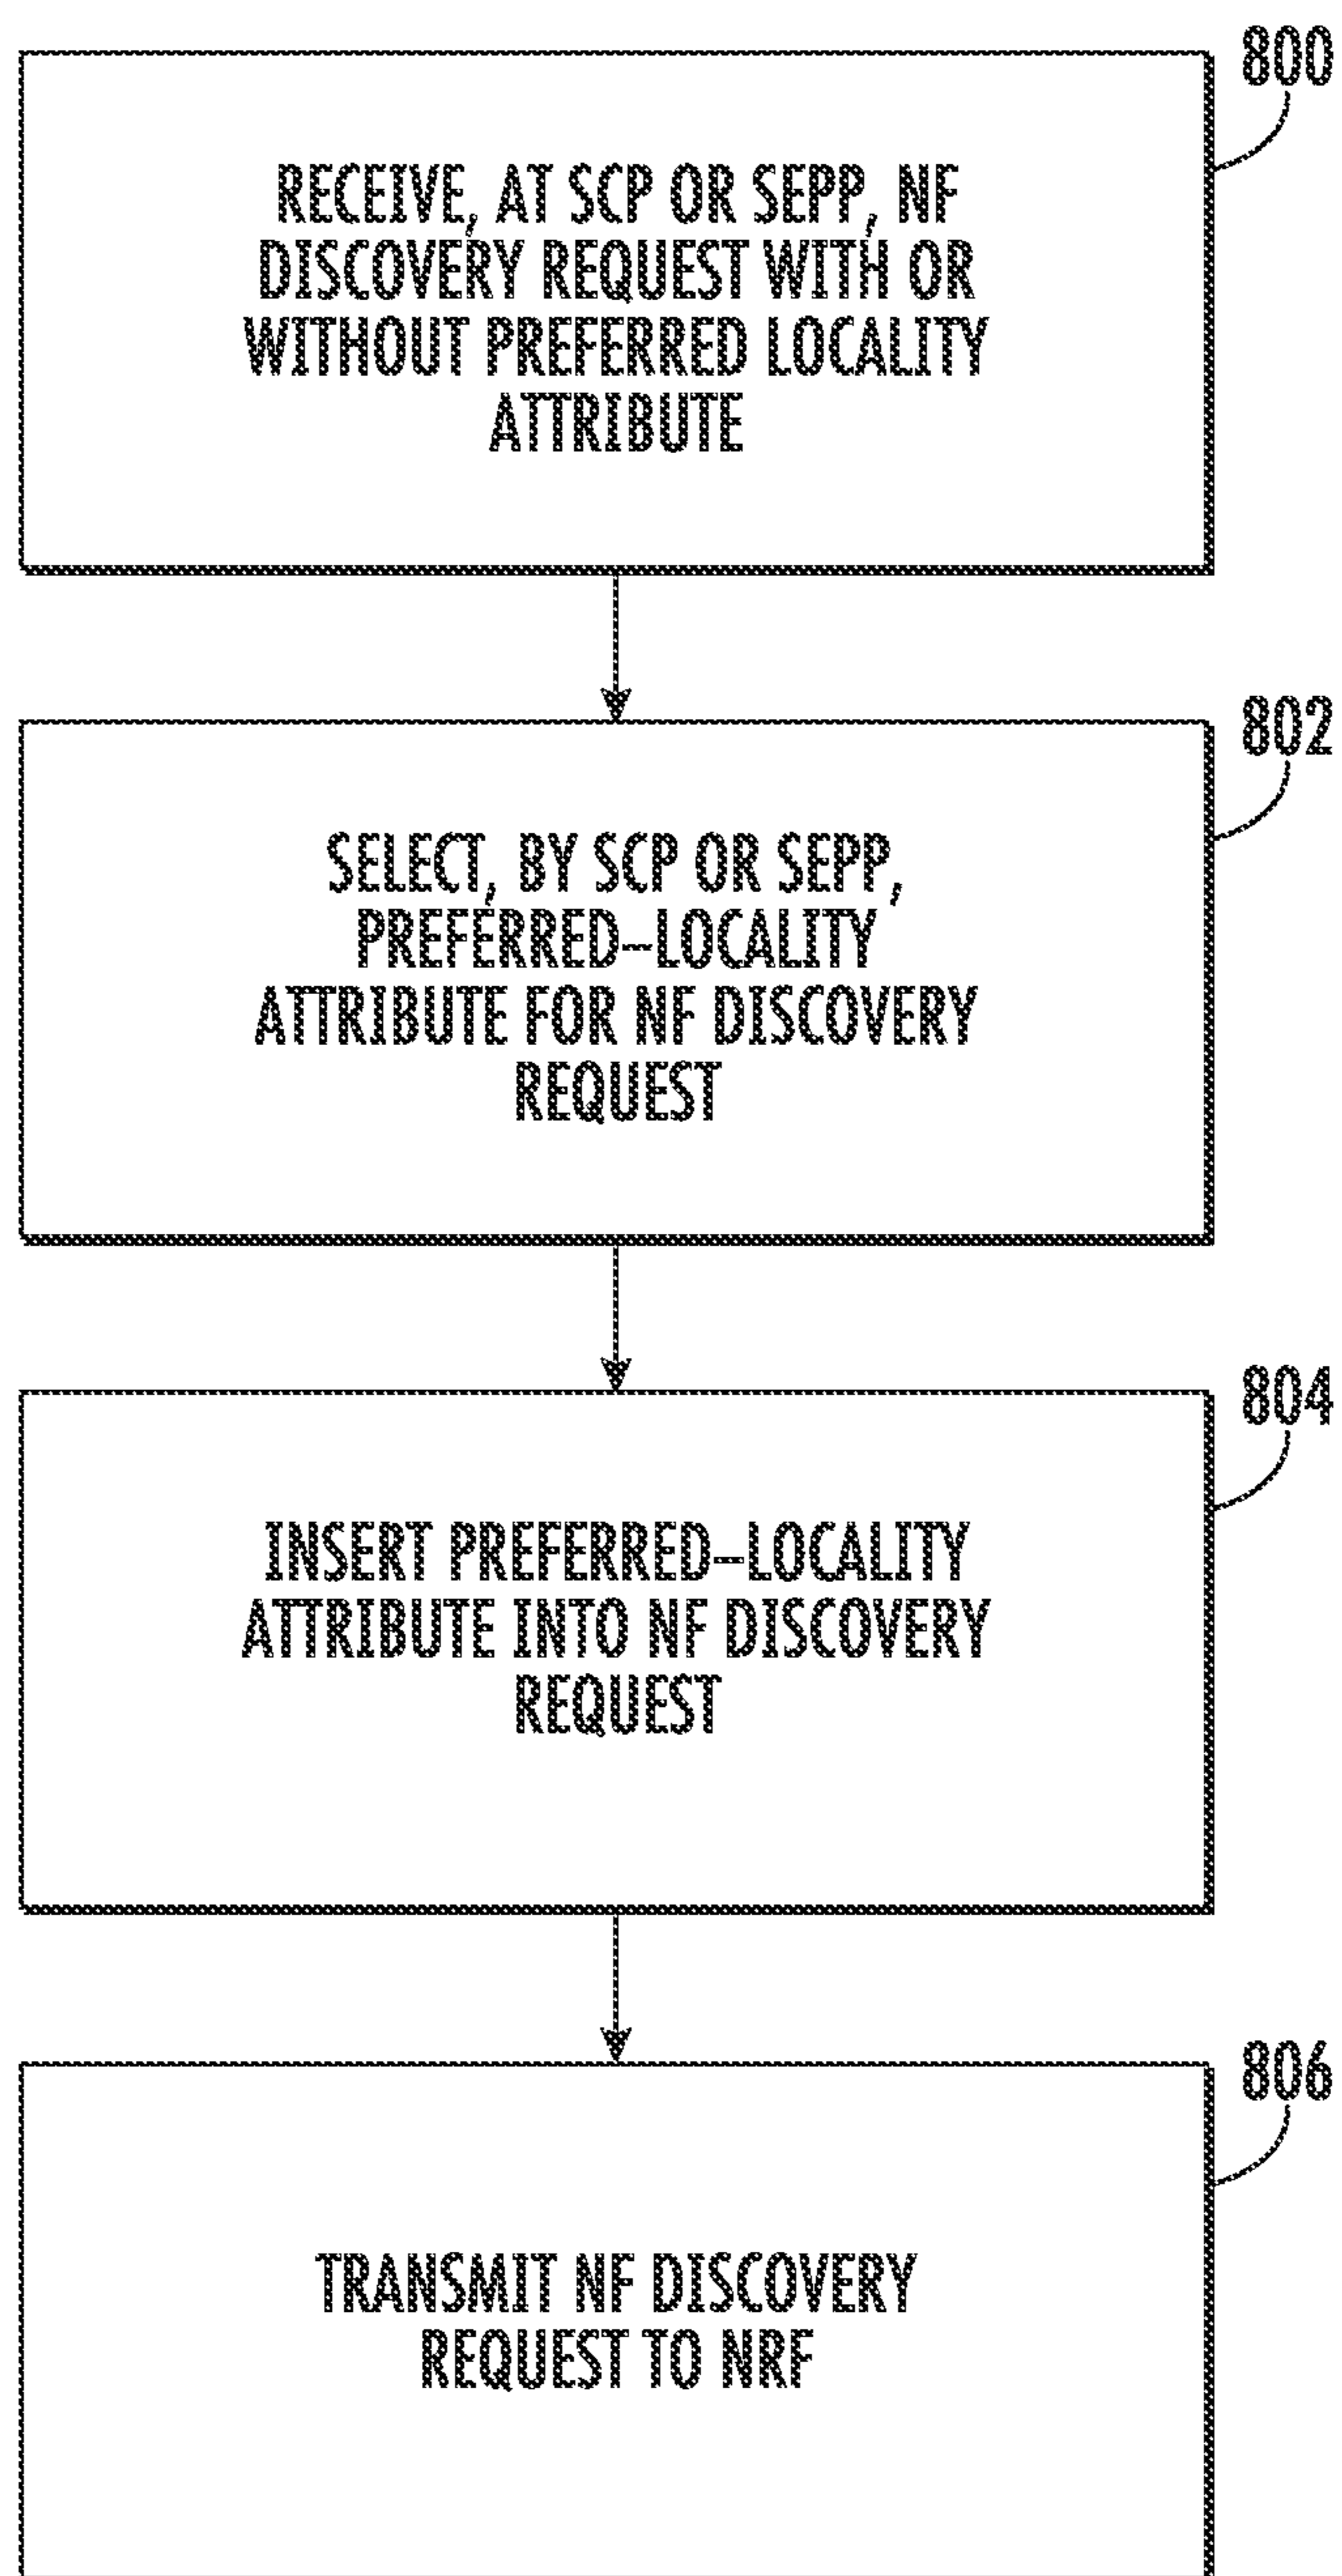 800
RECEIVE, AT SCP OR SEPP, NF
DISCOVERY REQUEST WITH OR
WITHOUT PREFERRED LOCALITY
ATTRIBUTE
802
SELECT, BY SCP OR SEPP,
PREFERRED-LOCALITY
ATTRIBUTE FOR NF DISCOVERY
REQUEST
804
INSERT PREFERRED-LOCALITY
ATTRIBUTE INTO NF DISCOVERY
REQUEST
806
TRANSMIT NF DISCOVERY
REQUEST TO NRF